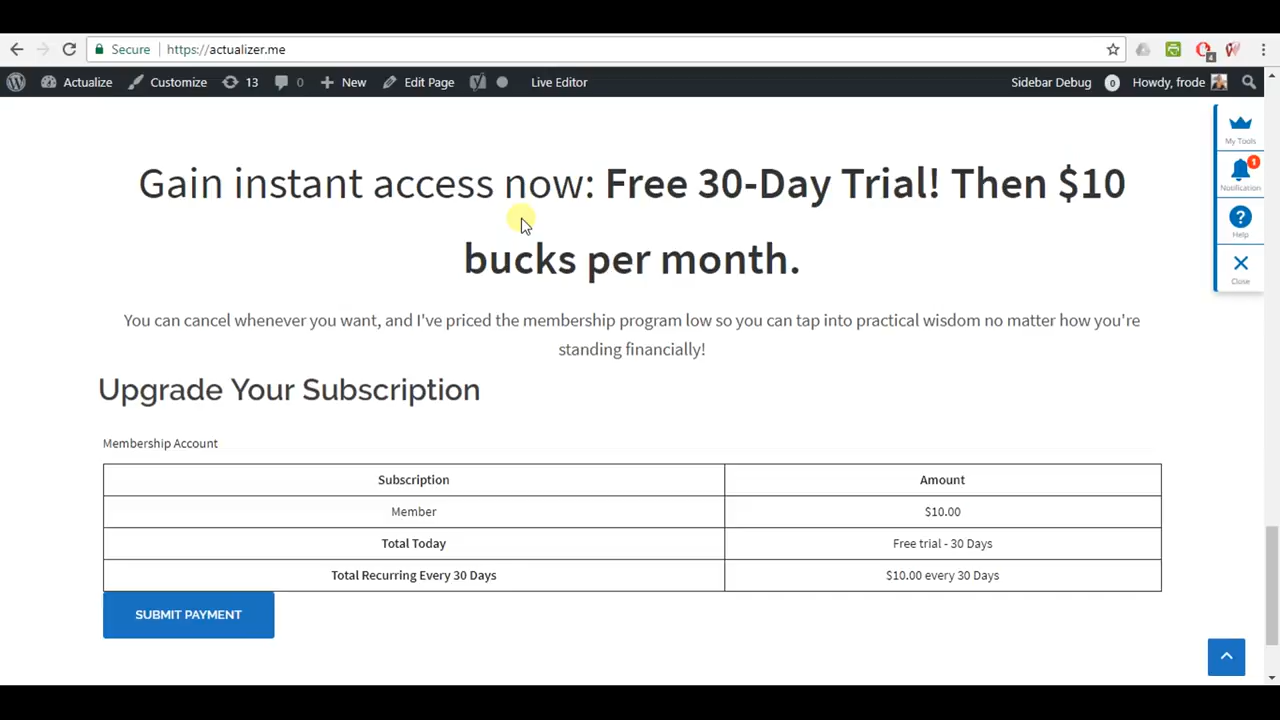 Secure https://actualizer.me
4
Actualize Customize 13 0 New Edit Page Live Editor Sidebar Debug 0 Howdy, frode
My Tools
1
Notification
Help
Close
Gain instant access now: Free 30-Day Trial! Then $10
bucks per month.
You can cancel whenever you want, and I've priced the membership program low so you can tap into practical wisdom no matter how you're
standing financially!
Upgrade Your Subscription
Membership Account
Subscription Amount
Member $10.00
Total Today Free trial - 30 Days
Total Recurring Every 30 Days $10.00 every 30 Days
SUBMIT PAYMENT